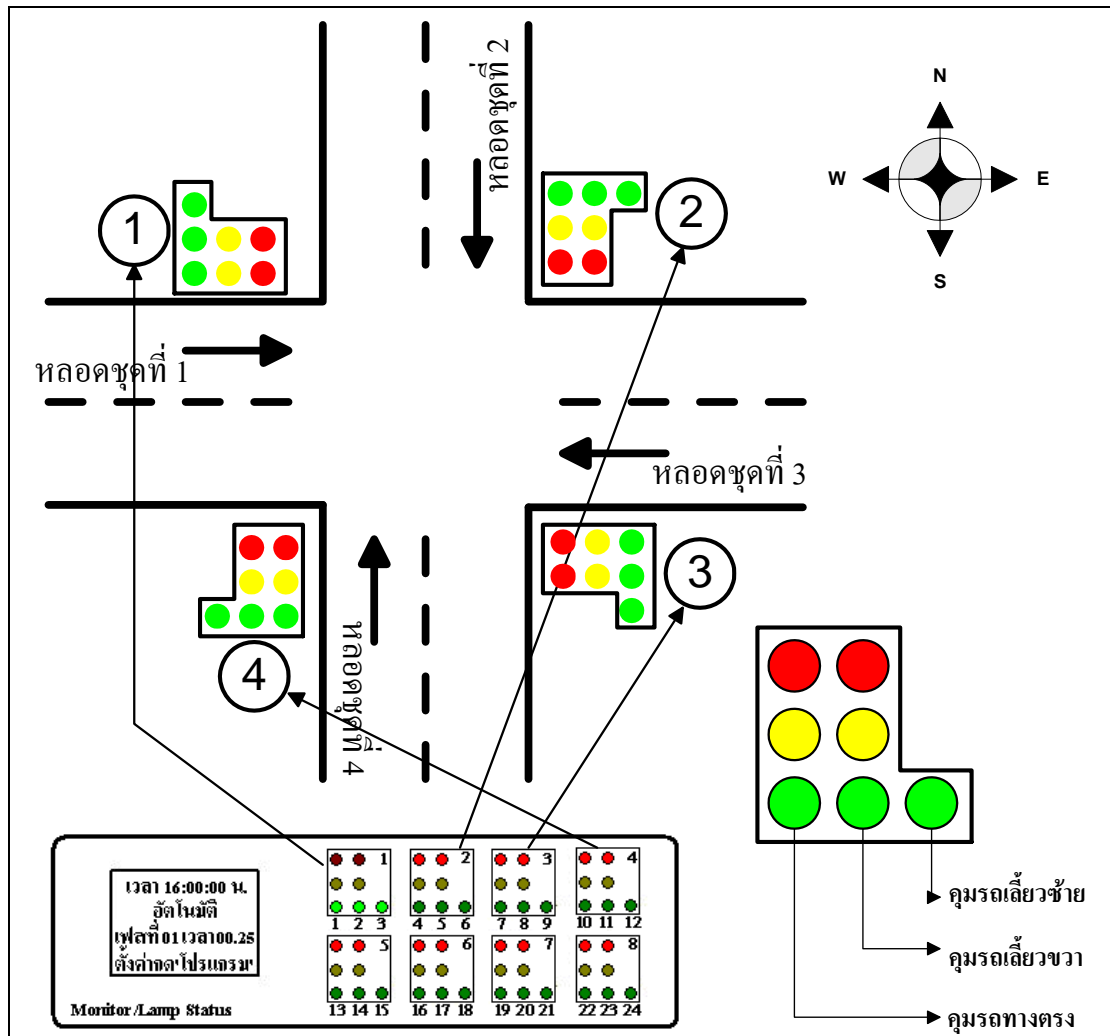 หลอดชุดที่ 2
N
W
E
S
1
2
หลอดชุดที่ 1
หลอดชุดที่ 3
3
4
หลอดชุดที่ 4
เวลา 16:00:00 น.
อัตโนมัติ
เฟสที่ 01 เวลา 00.25
ตั้งค่ากด'โปรแกรม'
Monitor /Lamp Status
1 2 3 4
1 2 3 4 5 6 7 8 9 10 11 12
5 6 7 8
13 14 15 16 17 18 19 20 21 22 23 24
คุมรถเลี้ยวซ้าย
คุมรถเลี้ยวขวา
คุมรถทางตรง